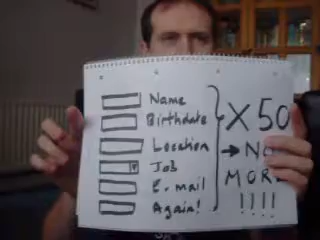 Name
Birthdate
Location
Job
E-mail
Again!
X 50
→ No
MORE
!!!!